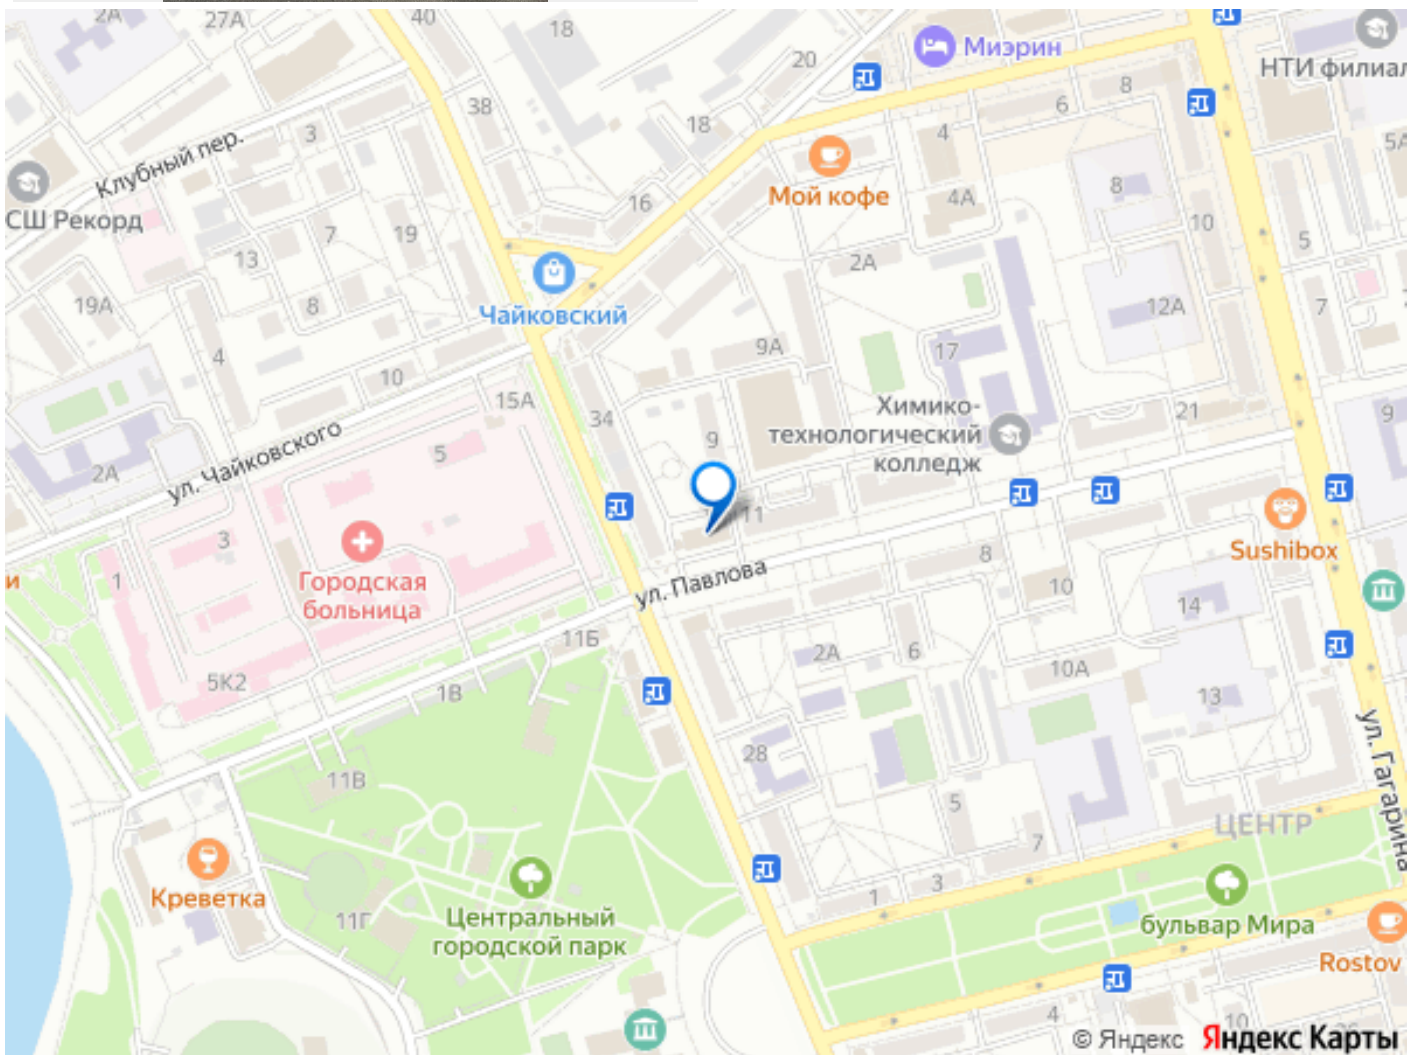 2А
27А
40
18
Миэрин
НТИ филиал
20
38
18
6
8
4
5А
Клубный пер.
3
СШ Рекорд
Мой кофе
16
4А
8
7
19
13
2А
10
5
19А
8
Чайковский
12А
7
4
9А
17
10
15А
34
9
Химико-
технологический
колледж
21
9
ул. Чайковского
2А
5
11
3
Городская
больница
1
и
ул. Павлова
8
10
Sushibox
14
11Б
2А
6
10А
5К2
1В
13
28
ул. Гагарина
11В
5
7
ЦЕНТР
Креветка
11Г
Центральный
городской парк
1
3
бульвар Мира
Rostov
4
10
© Яндекс Яндекс Карты